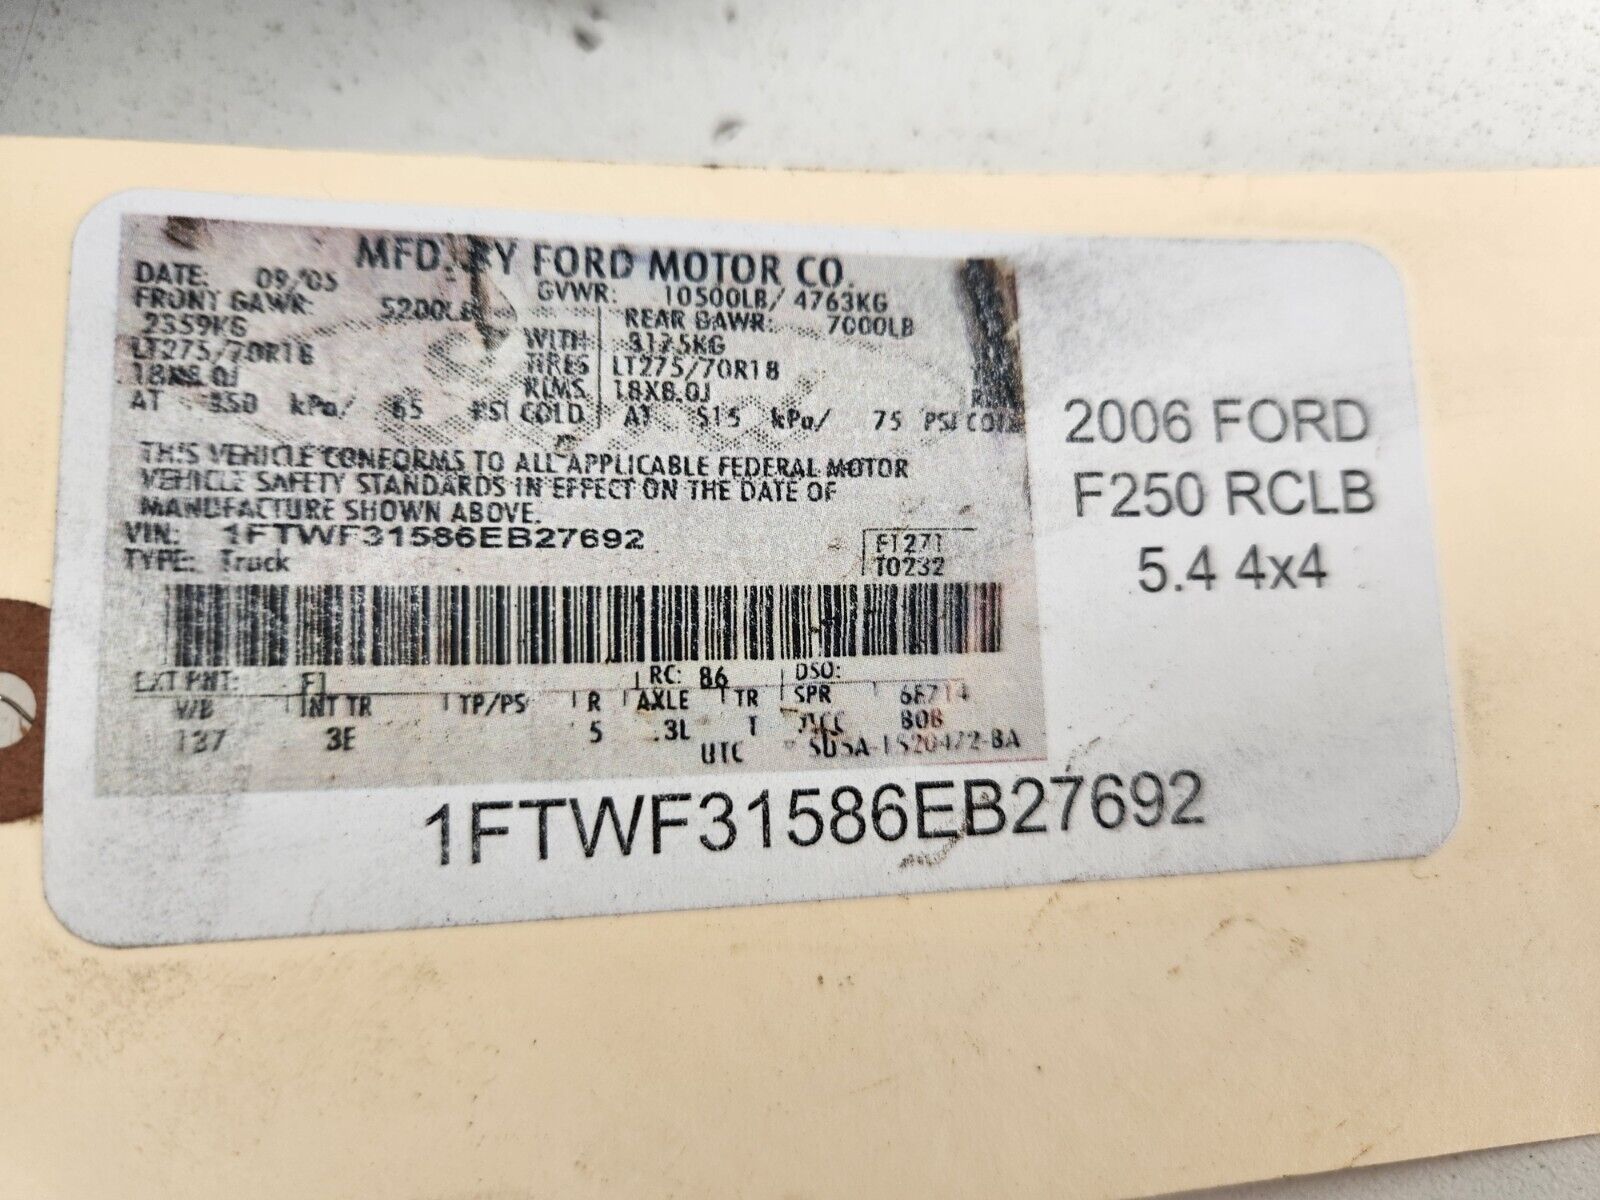 MFD. BY FORD MOTOR CO.
DATE: 09/05 GVWR: 10500LB/ 4763KG
FRONT GAWR: 5200LB REAR GAWR: 7000LB
2359KG WITH 3175KG
LT275/70R18 TIRES LT275/70R18
18X8.0J RIMS 18X8.0J
AT 450 kPa/ 65 PSI COLD AT 515 kPa/ 75 PSI COLD
THIS VEHICLE CONFORMS TO ALL APPLICABLE FEDERAL MOTOR
VEHICLE SAFETY STANDARDS IN EFFECT ON THE DATE OF
MANUFACTURE SHOWN ABOVE.
VIN: 1FTWF31586EB27692 F1271
TYPE: Truck T0232
EXT PNT: F1 RC: 86 DSO:
WB INT TR TP/PS R AXLE TR SPR
137 3E 5 3L T 808
UTC
2006 FORD
F250 RCLB
5.4 4x4
1FTWF31586EB27692